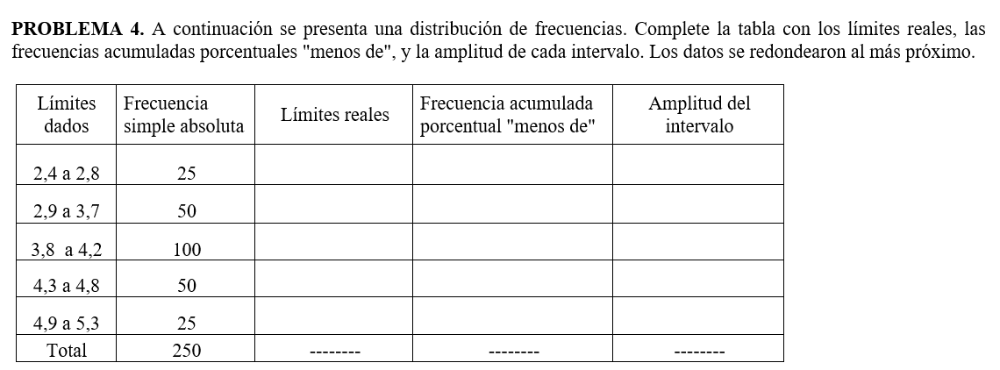 PROBLEMA 4. A continuación se presenta una distribución de frecuencias. Complete la tabla con los límites reales, las
frecuencias acumuladas porcentuales "menos de", y la amplitud de cada intervalo. Los datos se redondearon al más próximo.
Límites dados Frecuencia simple absoluta Límites reales Frecuencia acumulada porcentual "menos de" Amplitud del intervalo
2,4 a 2,8 25
2,9 a 3,7 50
3,8 a 4,2 100
4,3 a 4,8 50
4,9 a 5,3 25
Total 250 -------- -------- --------